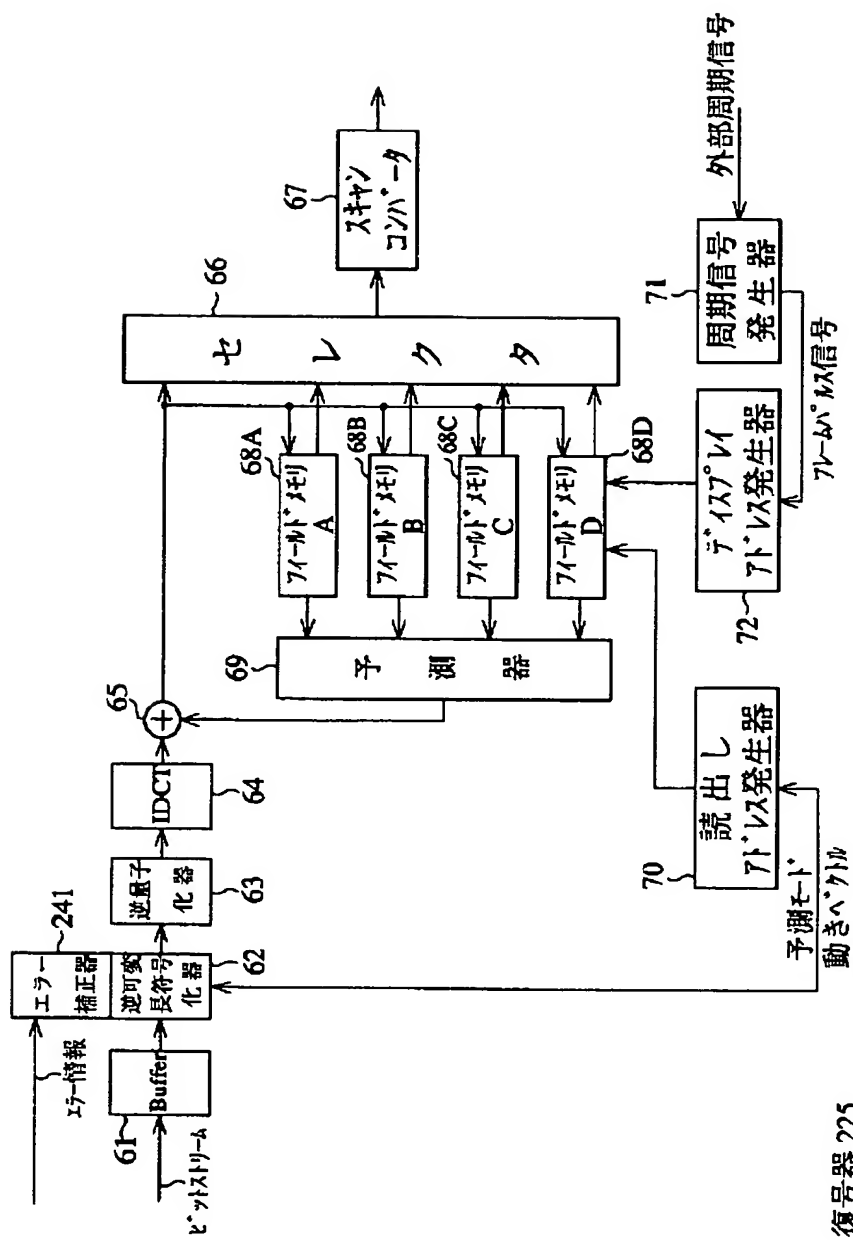 エラー情報
241
エラー
補正器
ビットストリーム
61
Buffer
逆可変
長符号
化器
62
逆量子
化器
63
IDCT
64
65
+
66
セレクタ
67
スキャン
コンバータ
68A
フィールドメモリ
A
68B
フィールドメモリ
B
68C
フィールドメモリ
C
68D
フィールドメモリ
D
69
予測器
予測モード
動きベクトル
70
読出し
アドレス発生器
72
ディスプレイ
アドレス発生器
フレームパルス信号
71
周期信号
発生器
外部周期信号
復号器 225